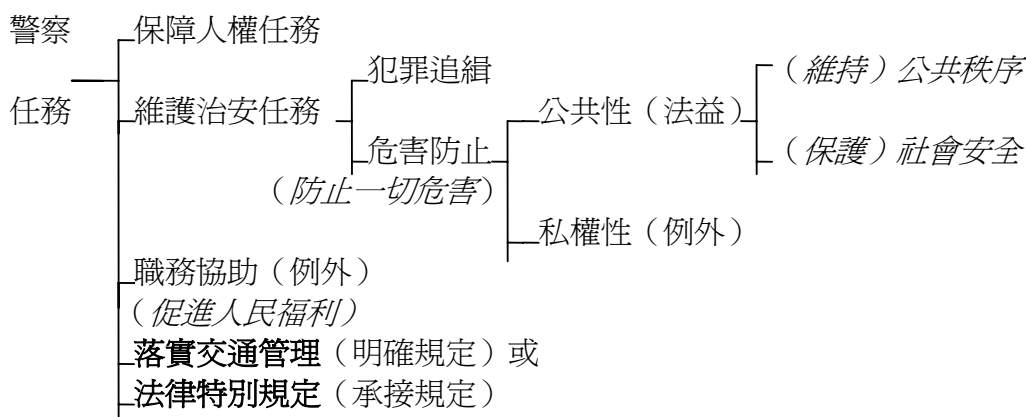 警察
保障人權任務
犯罪追緝
(維持)公共秩序
任務
維護治安任務
公共性(法益)
危害防止
(保護)社會安全
(防止一切危害)
私權性(例外)
職務協助(例外)
(促進人民福利)
落實交通管理(明確規定)或
法律特別規定(承接規定)